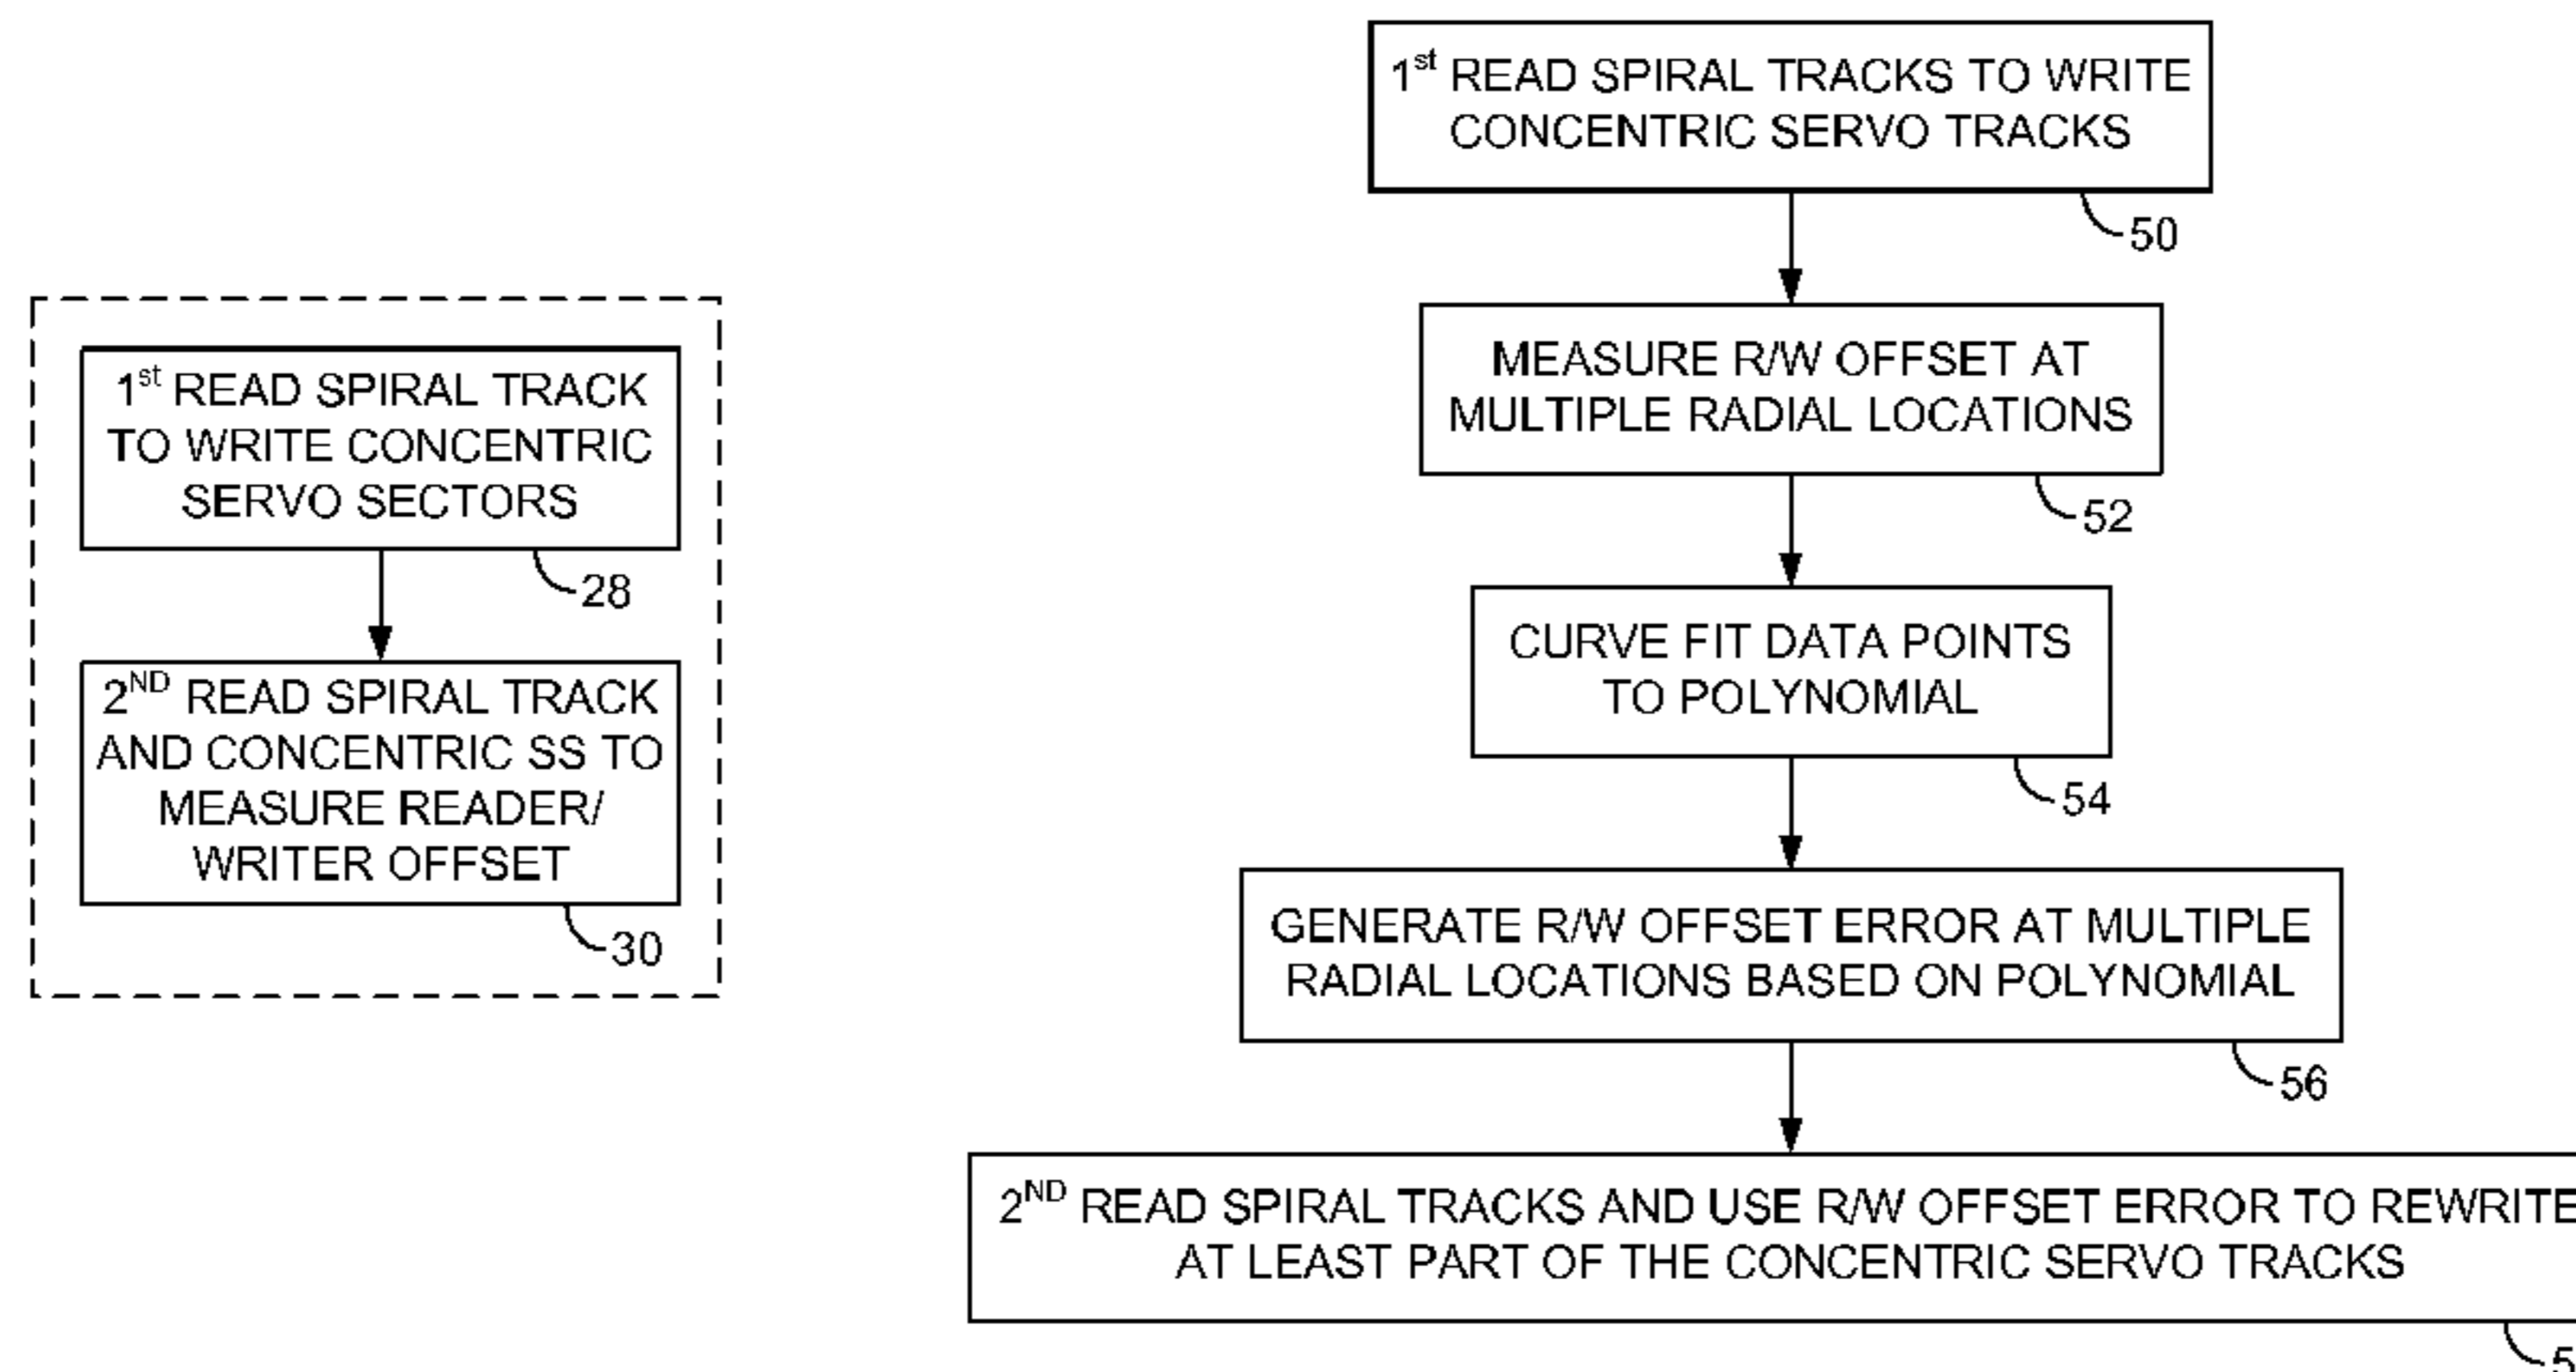 1st READ SPIRAL TRACK
TO WRITE CONCENTRIC
SERVO SECTORS
28
2ND READ SPIRAL TRACK
AND CONCENTRIC SS TO
MEASURE READER/
WRITER OFFSET
30
1st READ SPIRAL TRACKS TO WRITE
CONCENTRIC SERVO TRACKS
50
MEASURE R/W OFFSET AT
MULTIPLE RADIAL LOCATIONS
52
CURVE FIT DATA POINTS
TO POLYNOMIAL
54
GENERATE R/W OFFSET ERROR AT MULTIPLE
RADIAL LOCATIONS BASED ON POLYNOMIAL
56
2ND READ SPIRAL TRACKS AND USE R/W OFFSET ERROR TO REWRITE
AT LEAST PART OF THE CONCENTRIC SERVO TRACKS